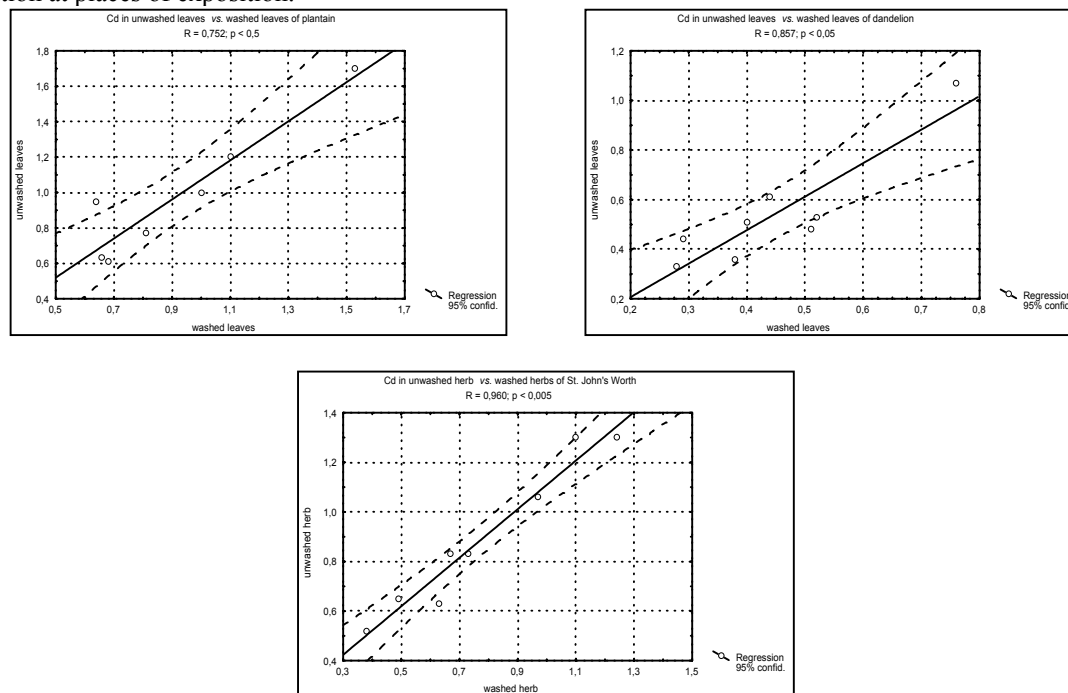 tion at places of exposition.
Cd in unwashed leaves vs. washed leaves of plantain
R = 0,752; p < 0,5
1,8
1,6
1,4
1,2
1,0
0,8
0,6
0,4
0,5 0,7 0,9 1,1 1,3 1,5 1,7
unwashed leaves
washed leaves
Regression
95% confid.
Cd in unwashed leaves vs. washed leaves of dandelion
R = 0,857; p < 0,05
1,2
1,0
0,8
0,6
0,4
0,2
0,2 0,3 0,4 0,5 0,6 0,7 0,8
unwashed leaves
washed leaves
Regression
95% confid.
Cd in unwashed herb vs. washed herbs of St. John's Worth
R = 0,960; p < 0,005
1,4
1,2
1,0
0,8
0,6
0,4
0,3 0,5 0,7 0,9 1,1 1,3 1,5
unwashed herb
washed herb
Regression
95% confid.